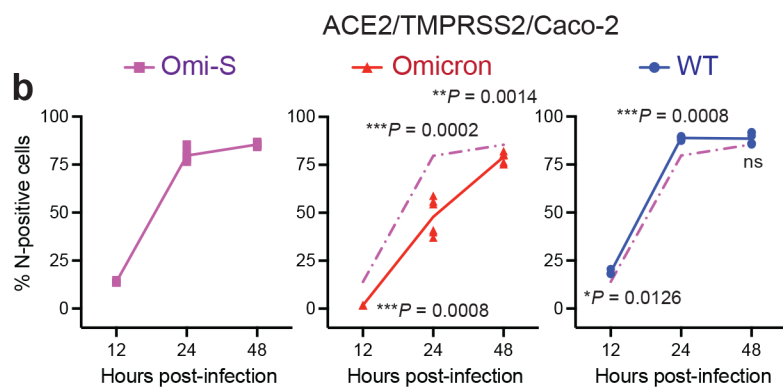 ACE2/TMPRSS2/Caco-2
Omi-S
Omicron
WT
b
% N-positive cells
100
75
50
25
0
12
24
48
Hours post-infection
**P = 0.0014
***P = 0.0002
***P = 0.0008
100
75
50
25
0
12
24
48
Hours post-infection
***P = 0.0008
ns
*P = 0.0126
100
75
50
25
0
12
24
48
Hours post-infection